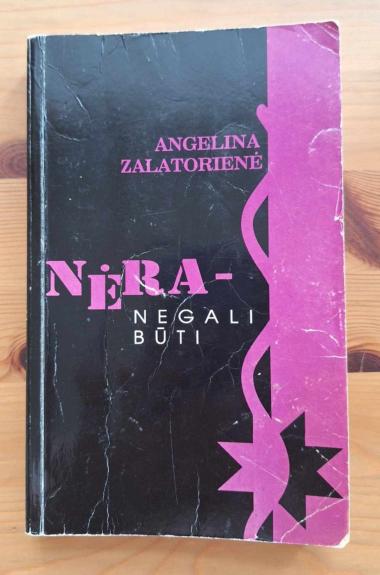 ANGELINA
ZALATORIENĖ
NĖRA-
NEGALI
BŪTI